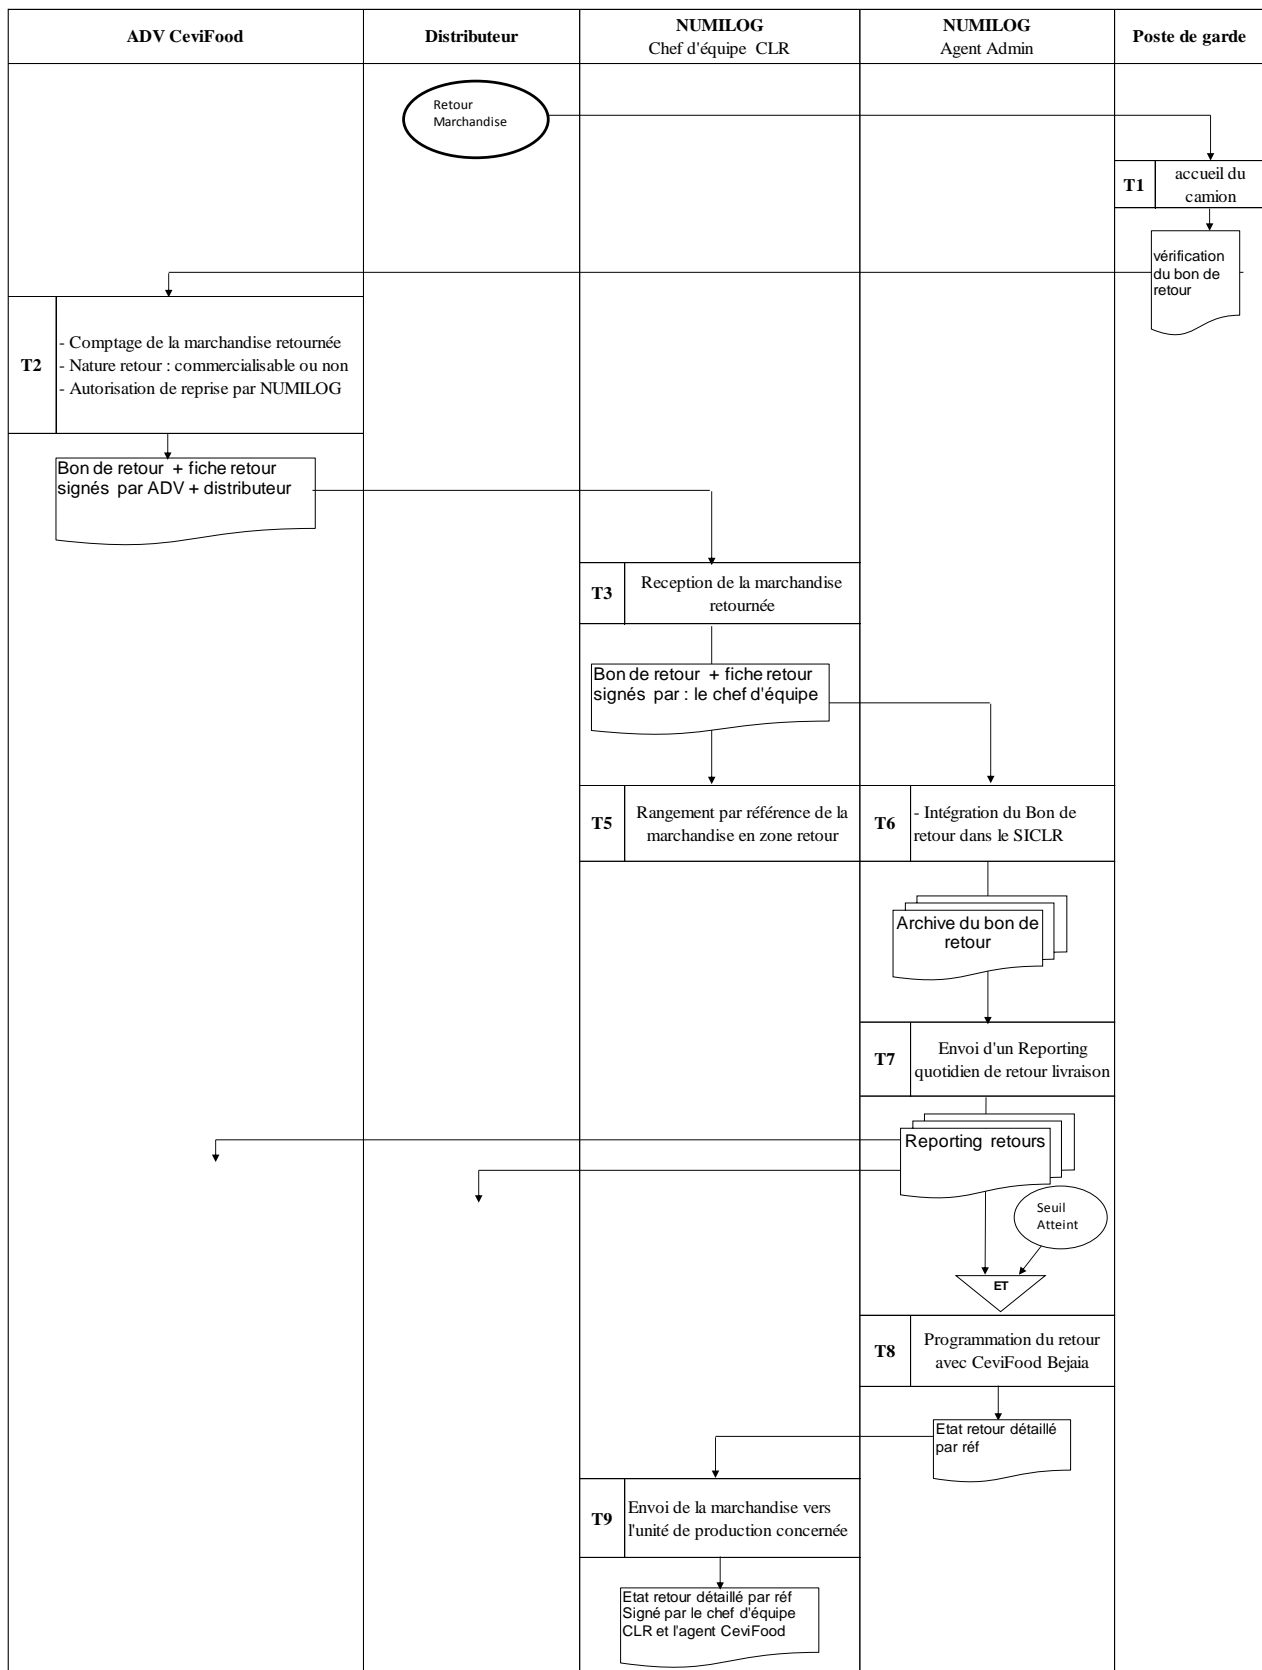 ADV CeviFood
Distributeur
NUMILOG
Chef d'équipe CLR
NUMILOG
Agent Admin
Poste de garde
Retour
Marchandise
T1
accueil du
camion
vérification
du bon de
retour
T2
- Comptage de la marchandise retournée
- Nature retour : commercialisable ou non
- Autorisation de reprise par NUMILOG
Bon de retour + fiche retour
signés par ADV + distributeur
T3
Reception de la marchandise
retournée
Bon de retour + fiche retour
signés par : le chef d'équipe
T5
Rangement par référence de la
marchandise en zone retour
T6
- Intégration du Bon de
retour dans le SICLR
Archive du bon de
retour
T7
Envoi d'un Reporting
quotidien de retour livraison
Reporting retours
Seuil
Atteint
ET
T8
Programmation du retour
avec CeviFood Bejaia
Etat retour détaillé
par réf
T9
Envoi de la marchandise vers
l'unité de production concernée
Etat retour détaillé par réf
Signé par le chef d'équipe
CLR et l'agent CeviFood